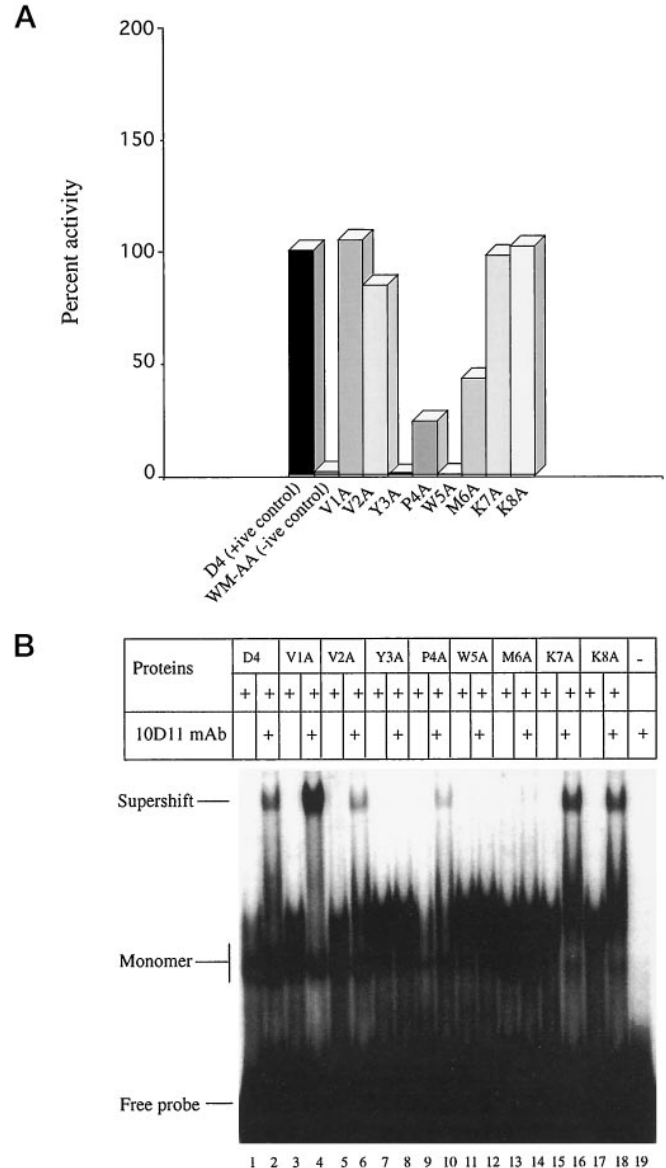 A
200
150
100
50
0
Percent activity
D4 (+ive control)
WM-AA (-ive control)
V1A
V2A
Y3A
P4A
W5A
M6A
K7A
K8A
B
Proteins D4 V1A V2A Y3A P4A W5A M6A K7A K8A -
+ + + + + + + + + + + + + + + + + +
10D11 mAb + + + + + + + + + +
Supershift
Monomer
Free probe
1 2 3 4 5 6 7 8 9 10 11 12 13 14 15 16 17 18 19